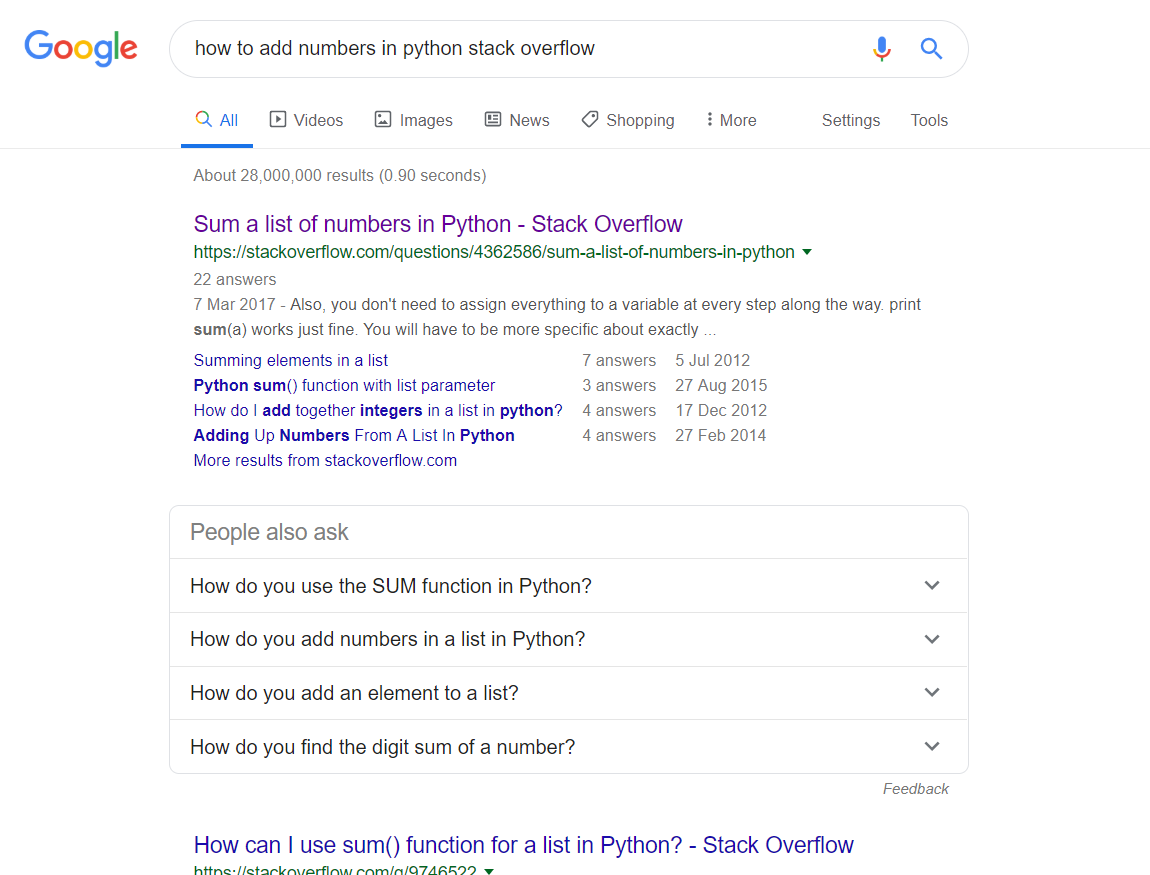 Google
how to add numbers in python stack overflow
All Videos Images News Shopping More Settings Tools
About 28,000,000 results (0.90 seconds)
Sum a list of numbers in Python - Stack Overflow
https://stackoverflow.com/questions/4362586/sum-a-list-of-numbers-in-python
22 answers
7 Mar 2017 - Also, you don't need to assign everything to a variable at every step along the way. print
sum(a) works just fine. You will have to be more specific about exactly ...
Summing elements in a list 7 answers 5 Jul 2012
Python sum() function with list parameter 3 answers 27 Aug 2015
How do I add together integers in a list in python? 4 answers 17 Dec 2012
Adding Up Numbers From A List In Python 4 answers 27 Feb 2014
More results from stackoverflow.com
People also ask
How do you use the SUM function in Python?
How do you add numbers in a list in Python?
How do you add an element to a list?
How do you find the digit sum of a number?
Feedback
How can I use sum() function for a list in Python? - Stack Overflow
https://stackoverflow.com/q/9746522